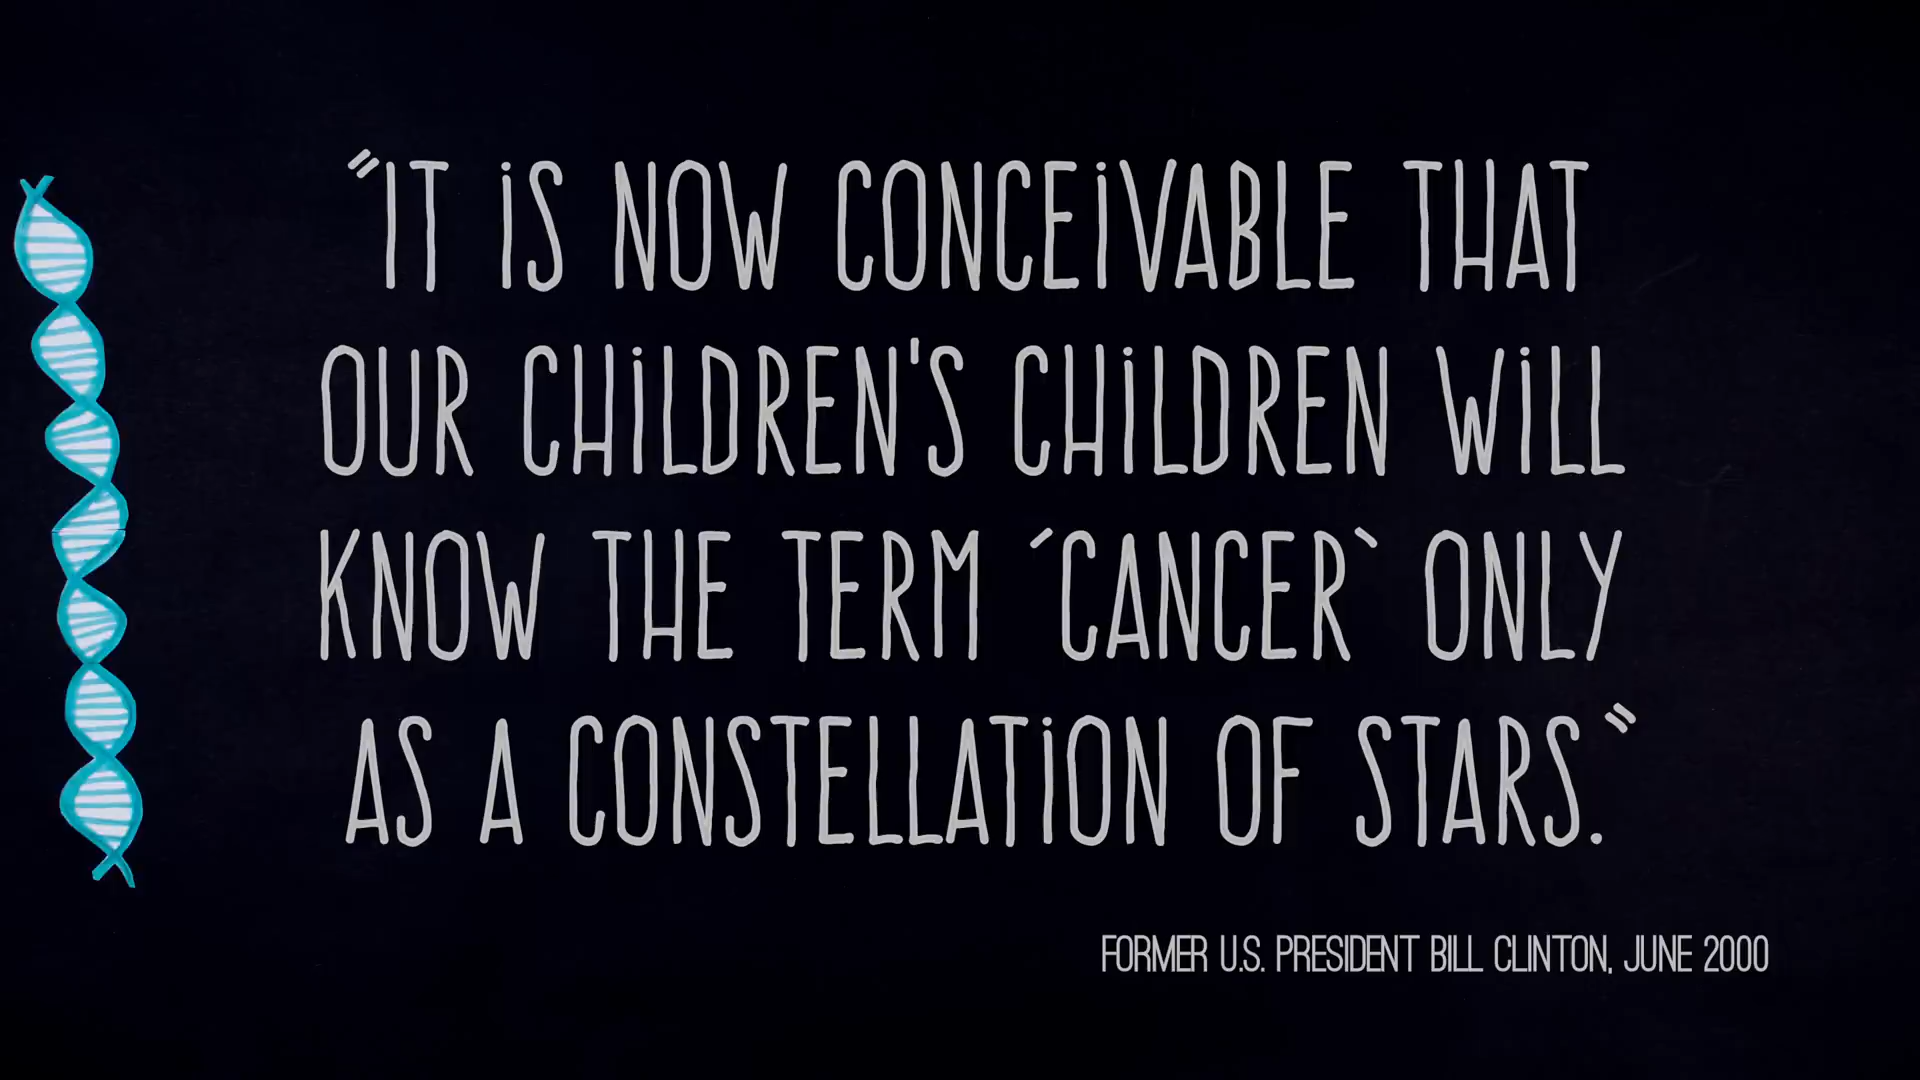 "IT iS NOW CONCEiVABLE THAT
OUR CHiLDREN'S CHiLDREN WiLL
KNOW THE TERM ´CANCER` ONLY
AS A CONSTELLATiON OF STARS."
FORMER U.S. PRESIDENT BILL CLINTON, JUNE 2000